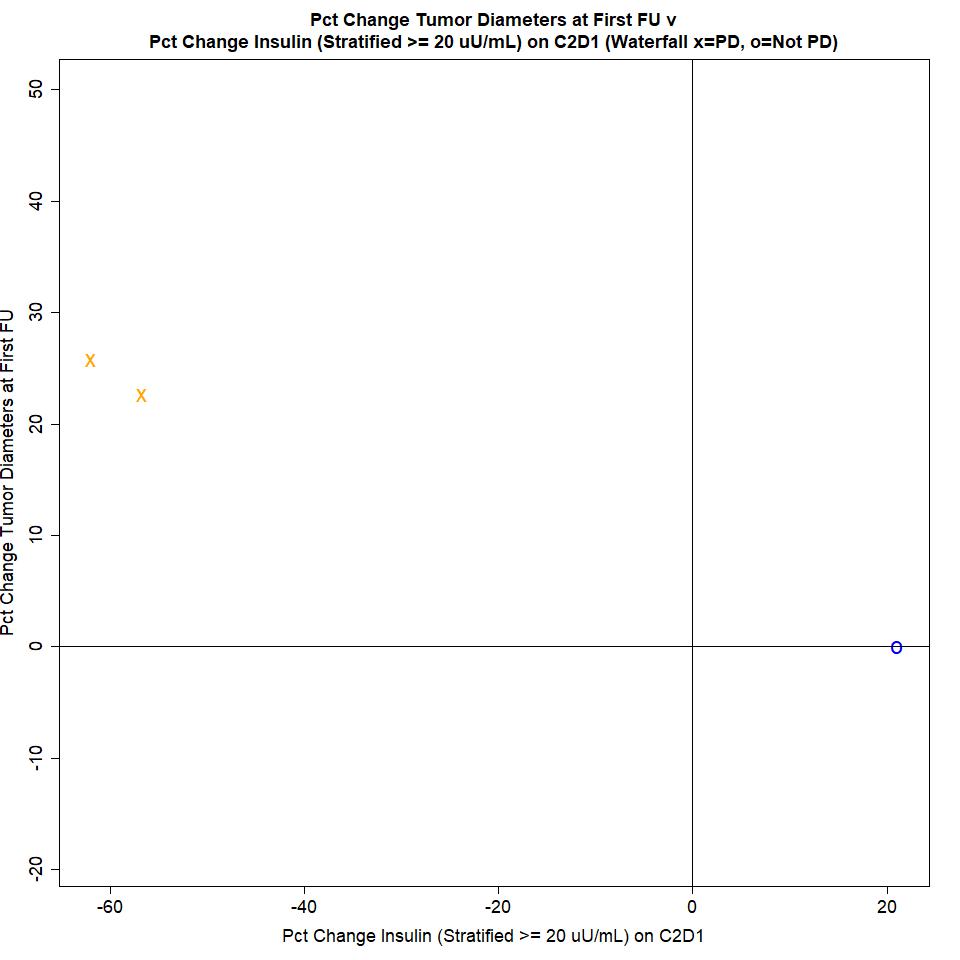 Pct Change Tumor Diameters at First FU v
Pct Change Insulin (Stratified >= 20 uU/mL) on C2D1 (Waterfall x=PD, o=Not PD)
Pct Change Tumor Diameters at First FU
50
40
30
20
10
0
-10
-20
X
X
O
-60
-40
-20
0
20
Pct Change Insulin (Stratified >= 20 uU/mL) on C2D1